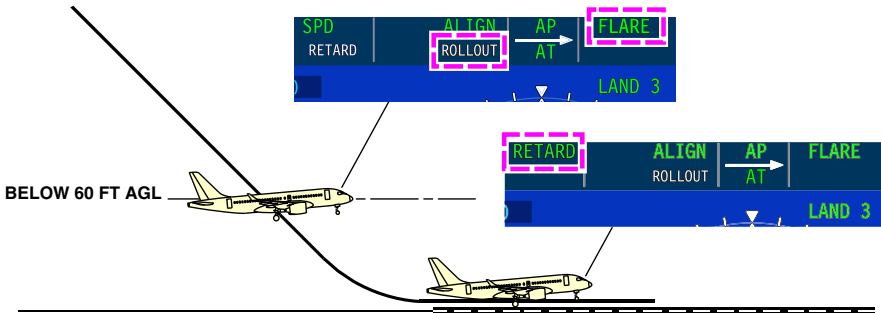 SPD ALIGN AP FLARE
RETARD ROLLOUT AT
LAND 3
RETARD ALIGN AP FLARE
ROLLOUT AT
LAND 3
BELOW 60 FT AGL